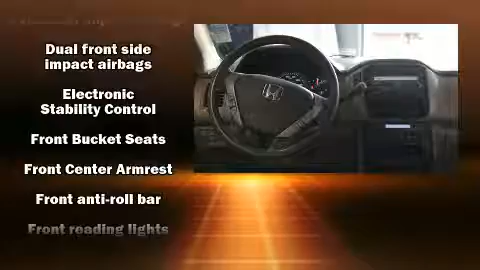 Dual front side
impact airbags
Electronic
Stability Control
Front Bucket Seats
Front Center Armrest
Front anti-roll bar
Front reading lights